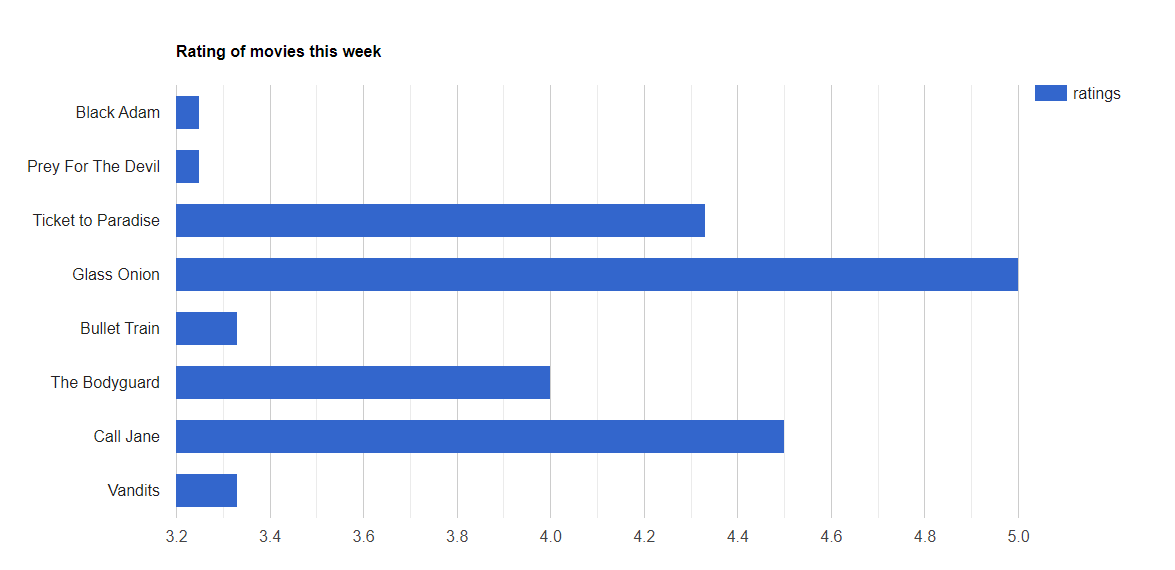 Rating of movies this week
ratings
Black Adam
Prey For The Devil
Ticket to Paradise
Glass Onion
Bullet Train
The Bodyguard
Call Jane
Vandits
3.2 3.4 3.6 3.8 4.0 4.2 4.4 4.6 4.8 5.0